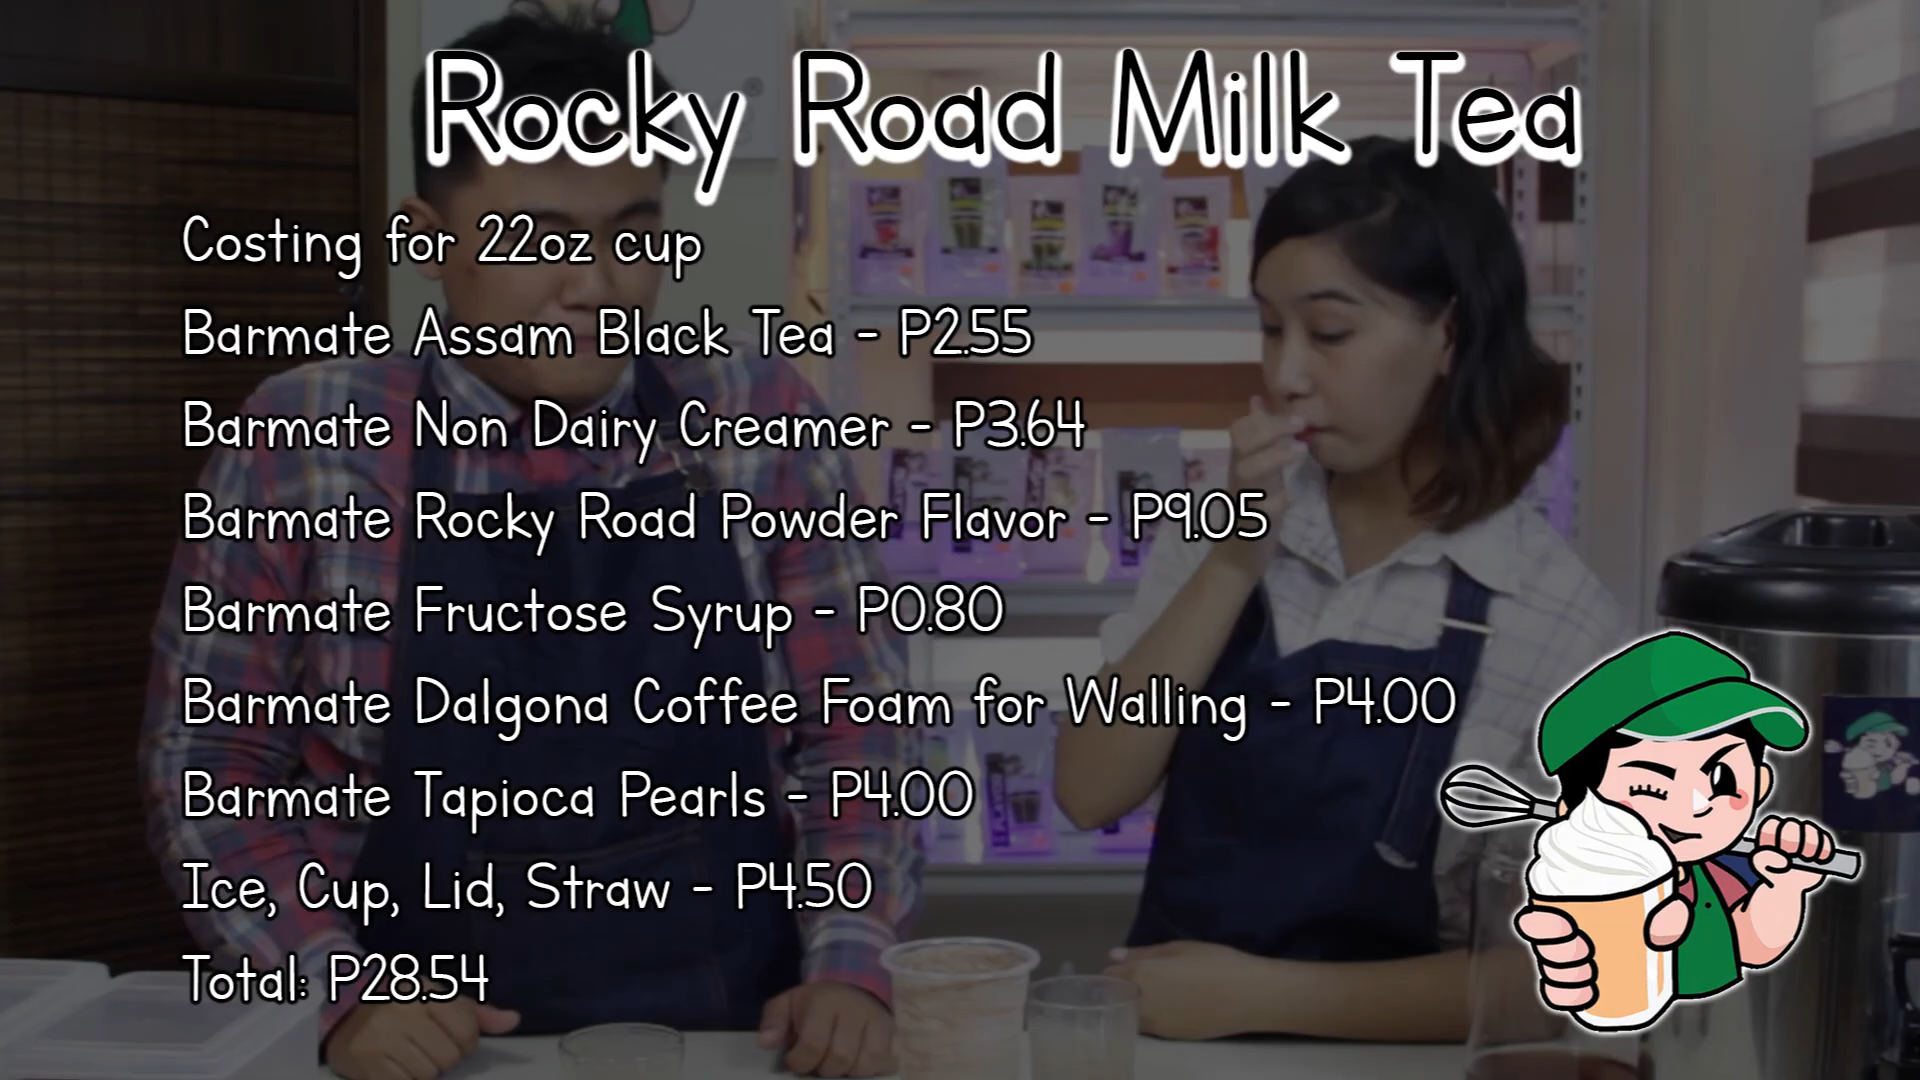 Rocky Road Milk Tea
Costing for 22oz cup
Barmate Assam Black Tea - P2.55
Barmate Non Dairy Creamer - P3.64
Barmate Rocky Road Powder Flavor - P9.05
Barmate Fructose Syrup - P0.80
Barmate Dalgona Coffee Foam for Walling - P4.00
Barmate Tapioca Pearls - P4.00
Ice, Cup, Lid, Straw - P4.50
Total: P28.54